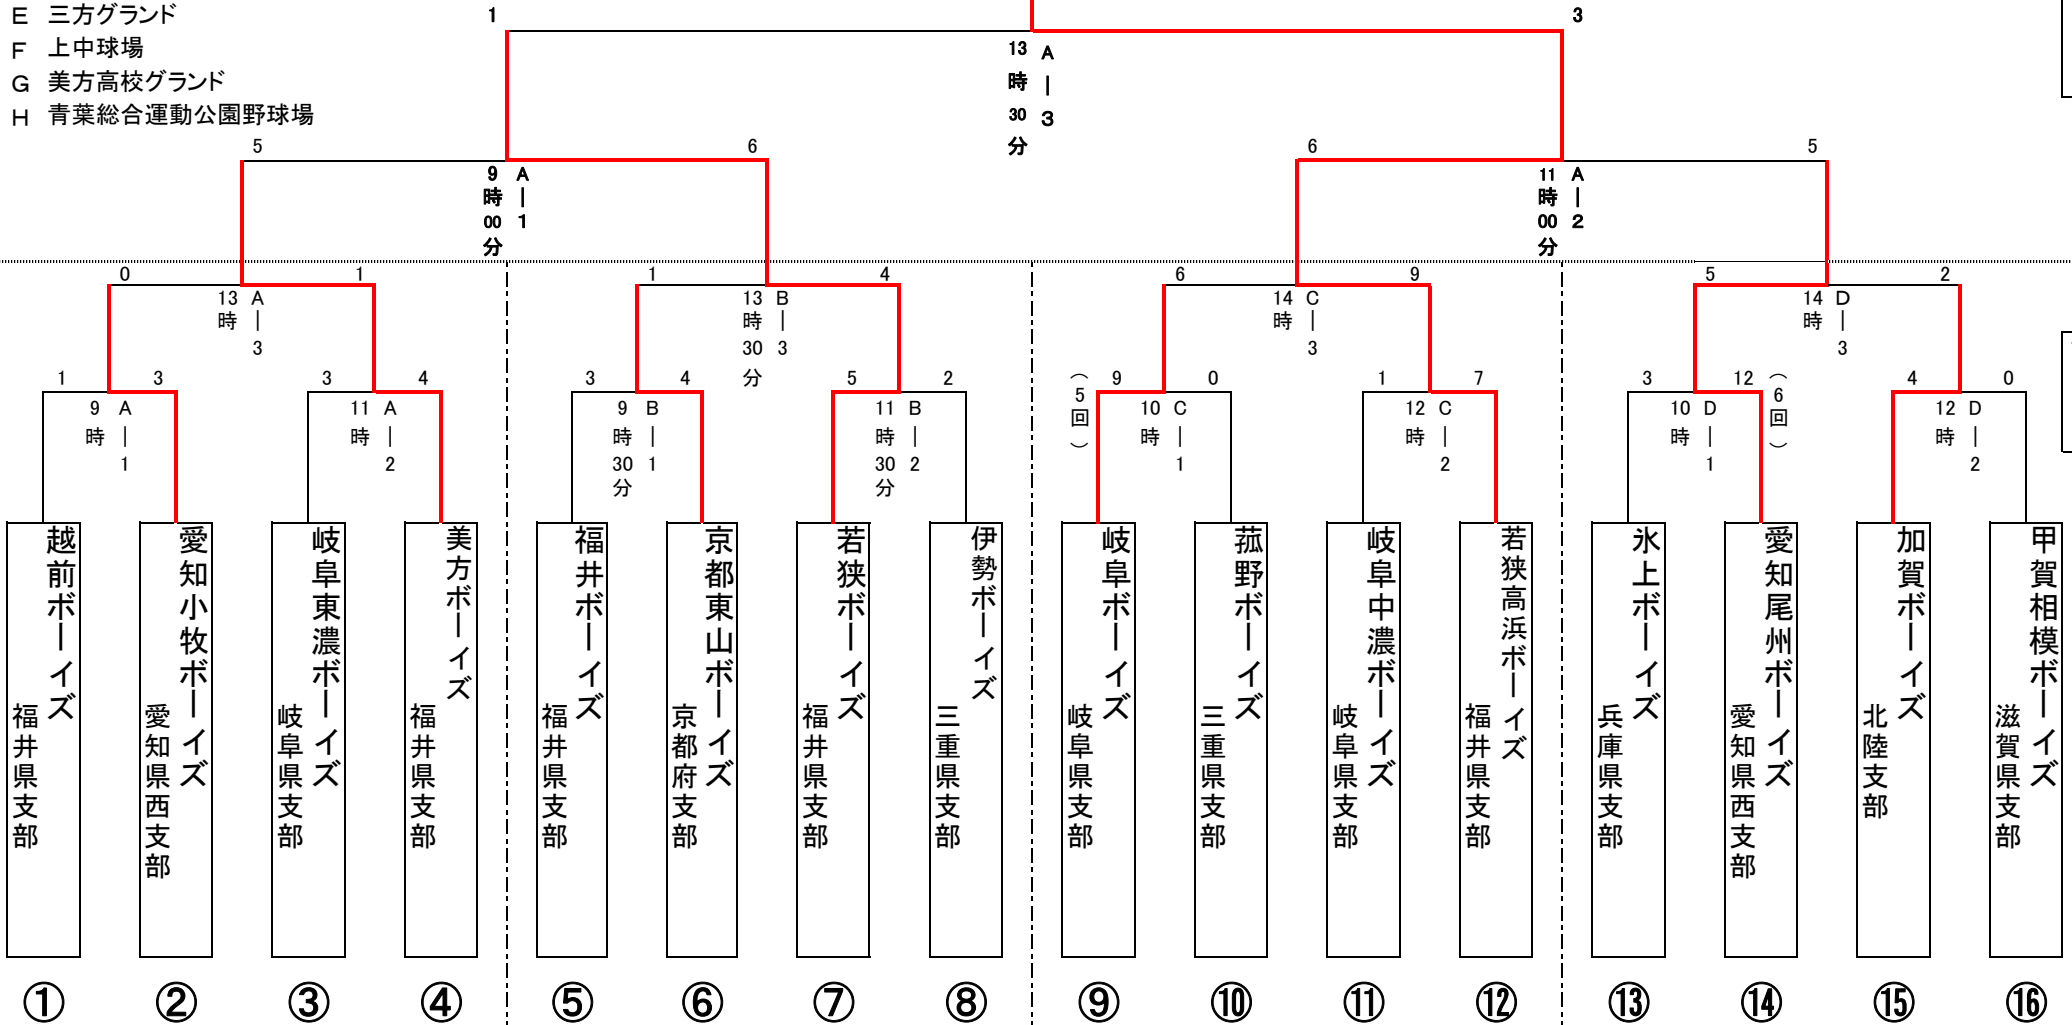 E 三方グランド
F 上中球場
G 美方高校グランド
H 青葉総合運動公園野球場
1
3
13時30分 A―3
5
6
6
5
9時00分 A―1
11時00分 A―2
0
1
1
4
6
9
5
2
13時 A―3
13時30分 B―3
14時 C―3
14時 D―3
1
3
3
4
3
4
5
2
(5回)
9
0
1
7
3
12
(6回)
4
0
9時 A―1
11時 A―2
9時30分 B―1
11時30分 B―2
10時 C―1
12時 C―2
10時 D―1
12時 D―2
越前ボーイズ
福井県支部
愛知小牧ボーイズ
愛知県西支部
岐阜東濃ボーイズ
岐阜県支部
美方ボーイズ
福井県支部
福井ボーイズ
福井県支部
京都東山ボーイズ
京都府支部
若狭ボーイズ
福井県支部
伊勢ボーイズ
三重県支部
岐阜ボーイズ
岐阜県支部
菰野ボーイズ
三重県支部
岐阜中濃ボーイズ
岐阜県支部
若狭高浜ボーイズ
福井県支部
氷上ボーイズ
兵庫県支部
愛知尾州ボーイズ
愛知県西支部
加賀ボーイズ
北陸支部
甲賀相模ボーイズ
滋賀県支部
① ② ③ ④ ⑤ ⑥ ⑦ ⑧ ⑨ ⑩ ⑪ ⑫ ⑬ ⑭ ⑮ ⑯